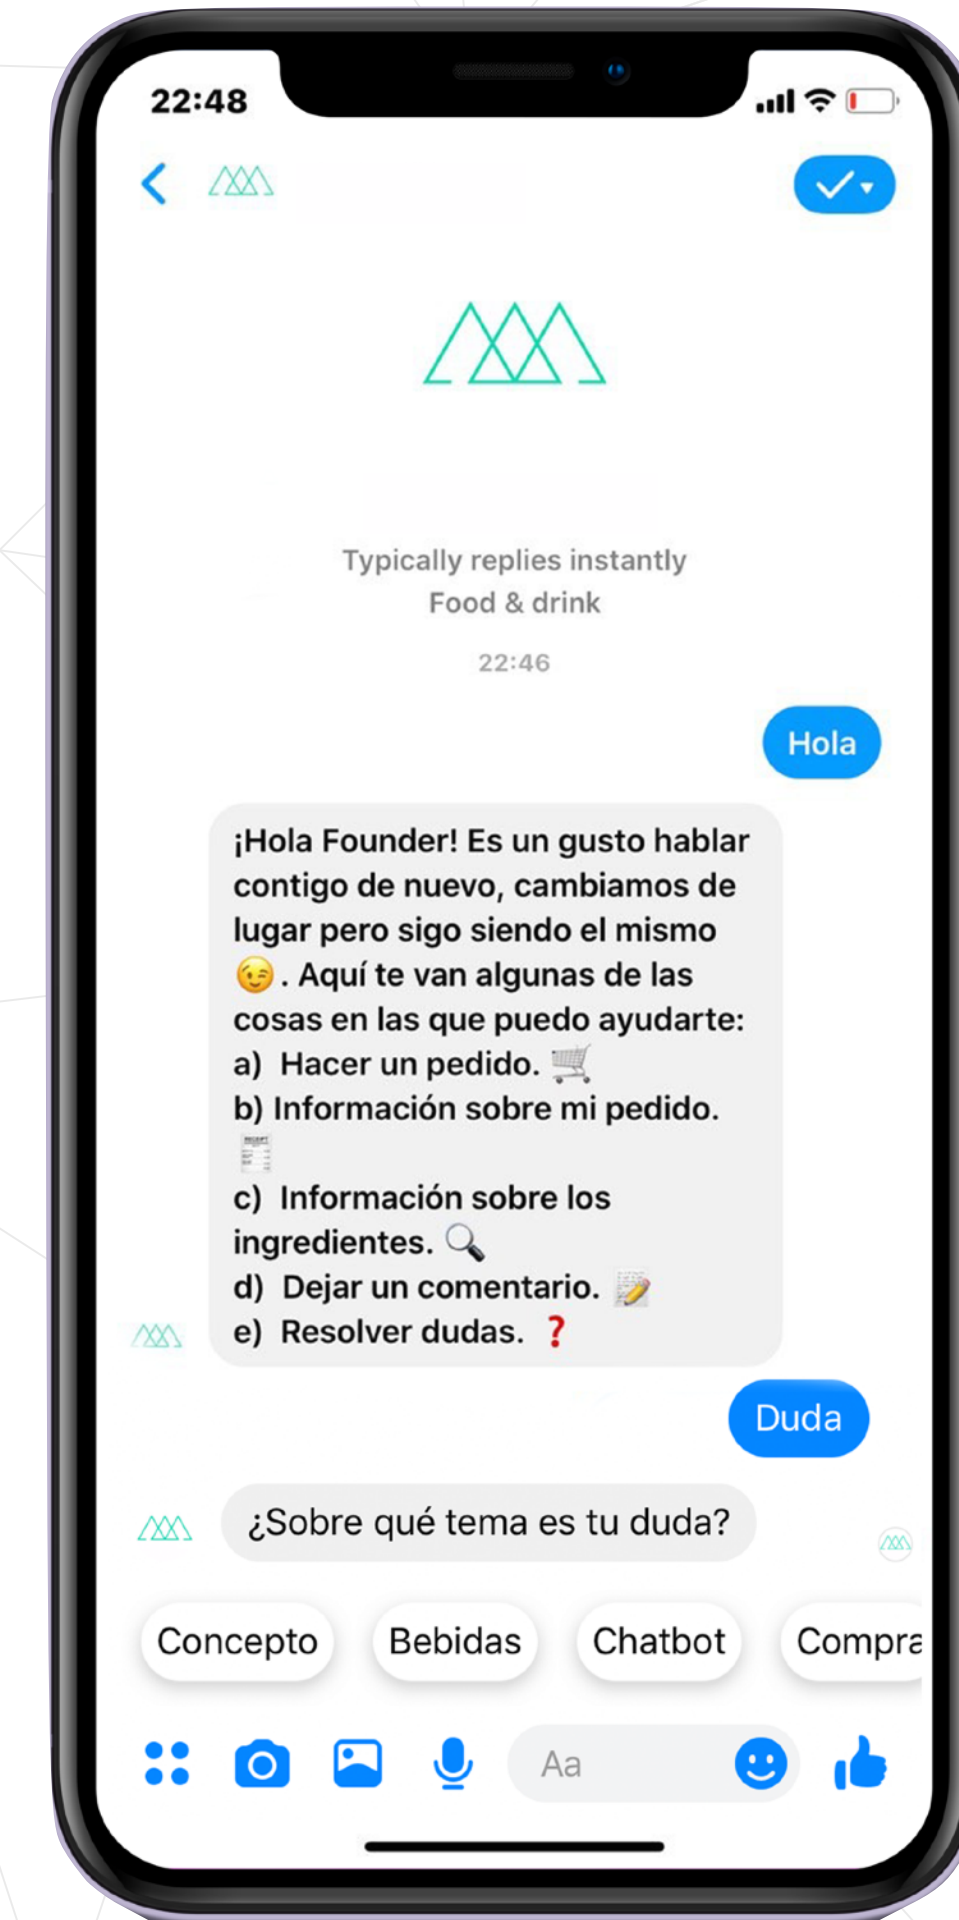 22:48
Typically replies instantly
Food & drink
22:46
Hola
¡Hola Founder! Es un gusto hablar
contigo de nuevo, cambiamos de
lugar pero sigo siendo el mismo
😉. Aquí te van algunas de las
cosas en las que puedo ayudarte:
a) Hacer un pedido. 🛒
b) Información sobre mi pedido.
🧾
c) Información sobre los
ingredientes. 🔍
d) Dejar un comentario. 📝
e) Resolver dudas. ❓
Duda
¿Sobre qué tema es tu duda?
Concepto Bebidas Chatbot Compra
Aa